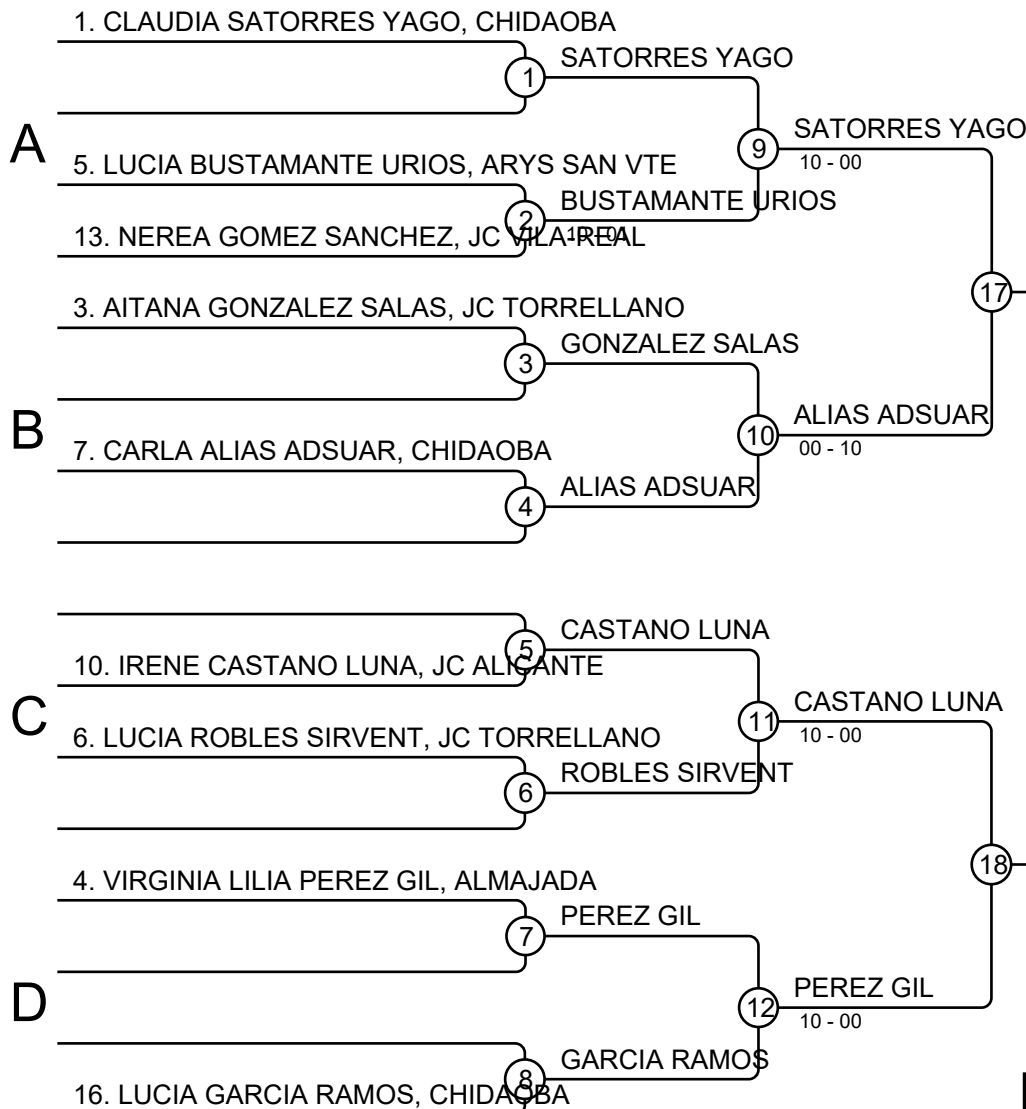 1. CLAUDIA SATORRES YAGO, CHIDAOBA
1
SATORRES YAGO
A
9
SATORRES YAGO
10 - 00
5. LUCIA BUSTAMANTE URIOS, ARYS SAN VTE
2
BUSTAMANTE URIOS
13. NEREA GOMEZ SANCHEZ, JC VILA-REAL
17
3. AITANA GONZALEZ SALAS, JC TORRELLANO
3
GONZALEZ SALAS
B
10
ALIAS ADSUAR
00 - 10
7. CARLA ALIAS ADSUAR, CHIDAOBA
4
ALIAS ADSUAR
5
CASTANO LUNA
10. IRENE CASTANO LUNA, JC ALICANTE
C
11
CASTANO LUNA
10 - 00
6. LUCIA ROBLES SIRVENT, JC TORRELLANO
6
ROBLES SIRVENT
18
4. VIRGINIA LILIA PEREZ GIL, ALMAJADA
7
PEREZ GIL
D
12
PEREZ GIL
10 - 00
8
GARCIA RAMOS
16. LUCIA GARCIA RAMOS, CHIDAOBA